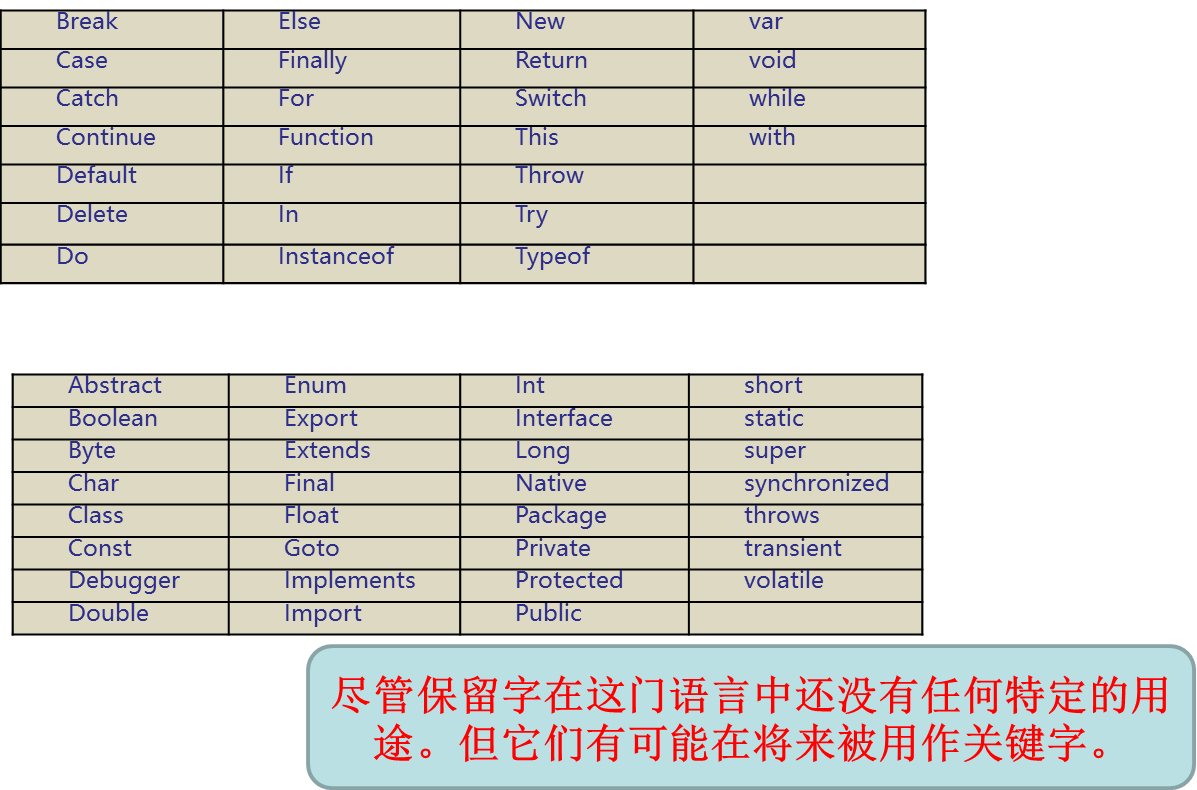 Break Else New var
Case Finally Return void
Catch For Switch while
Continue Function This with
Default If Throw
Delete In Try
Do Instanceof Typeof
Abstract Enum Int short
Boolean Export Interface static
Byte Extends Long super
Char Final Native synchronized
Class Float Package throws
Const Goto Private transient
Debugger Implements Protected volatile
Double Import Public
尽管保留字在这门语言中还没有任何特定的用
途。但它们有可能在将来被用作关键字。